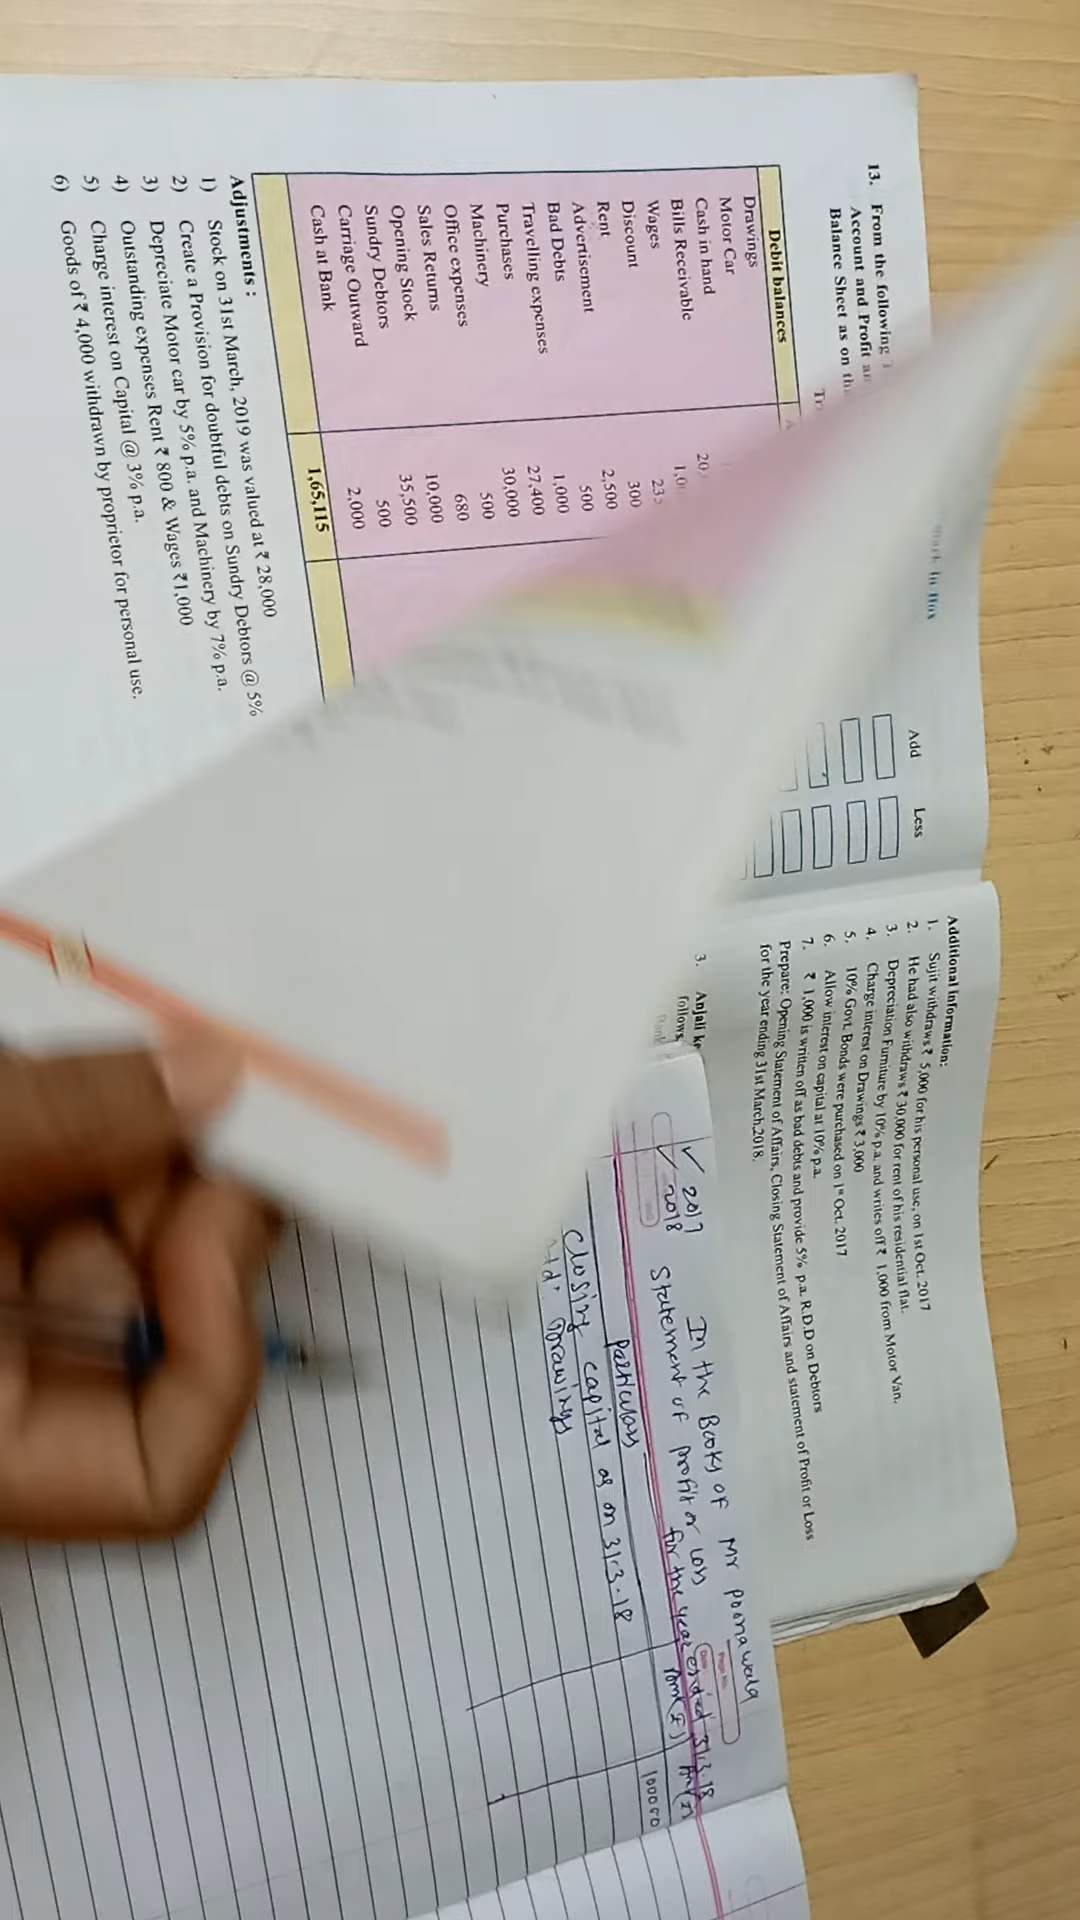 mark in Box
Add Less
13. From the following
Account and Profit
Balance Sheet as on
Debit balances
Drawings
Motor Car
Cash in hand
Bills Receivable
Wages
Discount 300
Rent 2,500
Advertisement 500
Bad Debts 1,000
Travelling expenses 27,400
Purchases 30,000
Machinery 500
Office expenses 680
Sales Returns 10,000
Opening Stock 35,500
Sundry Debtors 500
Carriage Outward 2,000
Cash at Bank
1,65,115
Adjustments :
1) Stock on 31st March, 2019 was valued at ₹ 28,000
2) Create a Provision for doubtful debts on Sundry Debtors @ 5%
3) Depreciate Motor car by 5% p.a. and Machinery by 7% p.a.
4) Outstanding expenses Rent ₹ 800 & Wages ₹1,000
5) Charge interest on Capital @ 3% p.a.
6) Goods of ₹ 4,000 withdrawn by proprietor for personal use.
Additional information:
1. Sujit withdraws ₹ 5,000 for his personal use, on 1st Oct. 2017
2. He had also withdraws ₹ 30,000 for rent of his residential flat.
3. Depreciation Furniture by 10% p.a. and writes off ₹ 1,000 from Motor Van.
4. Charge interest on Drawings ₹ 3,000
5. 10% Govt. Bonds were purchased on 1st Oct. 2017
6. Allow interest on capital at 10% p.a.
7. ₹ 1,000 is written off as bad debts and provide 5% p.a. R.D.D on Debtors
Prepare: Opening Statement of Affairs, Closing Statement of Affairs and statement of Profit or Loss
for the year ending 31st March,2018.
3. Anjali
follows
✓ 2017
✓ 2018
In the Books of Mr poonawala
Statement of profit or loss
for the year ended 31.3.18
Page No.
Date
Particulars Amt(₹) Amt(₹)
Closing capital as on 31.3.18 100000
Drawings